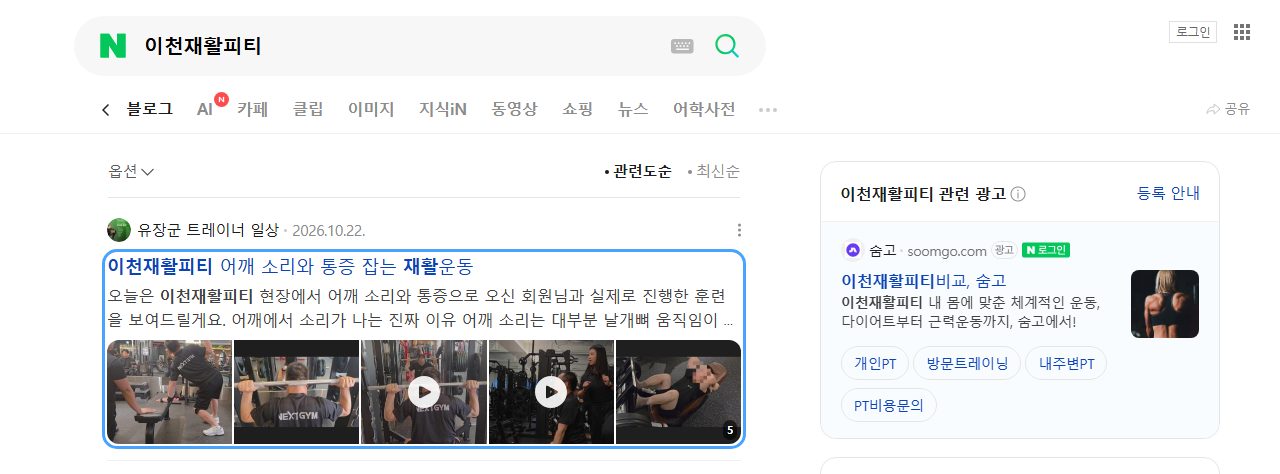 이천재활피티
로그인
블로그 AI N 카페 클립 이미지 지식iN 동영상 쇼핑 뉴스 어학사전
공유
옵션
관련도순 최신순
유장군 트레이너 일상 · 2026.10.22.
이천재활피티 어깨 소리와 통증 잡는 재활운동
오늘은 이천재활피티 현장에서 어깨 소리와 통증으로 오신 회원님과 실제로 진행한 훈련
을 보여드릴게요. 어깨에서 소리가 나는 진짜 이유 어깨 소리는 대부분 날개뼈 움직임이 ...
NEXTGYM
NEXTGYM
5
이천재활피티 관련 광고
등록 안내
숨고 · soomgo.com 광고 N 로그인
이천재활피티비교, 숨고
이천재활피티 내 몸에 맞춘 체계적인 운동,
다이어트부터 근력운동까지, 숨고에서!
개인PT 방문트레이닝 내주변PT
PT비용문의